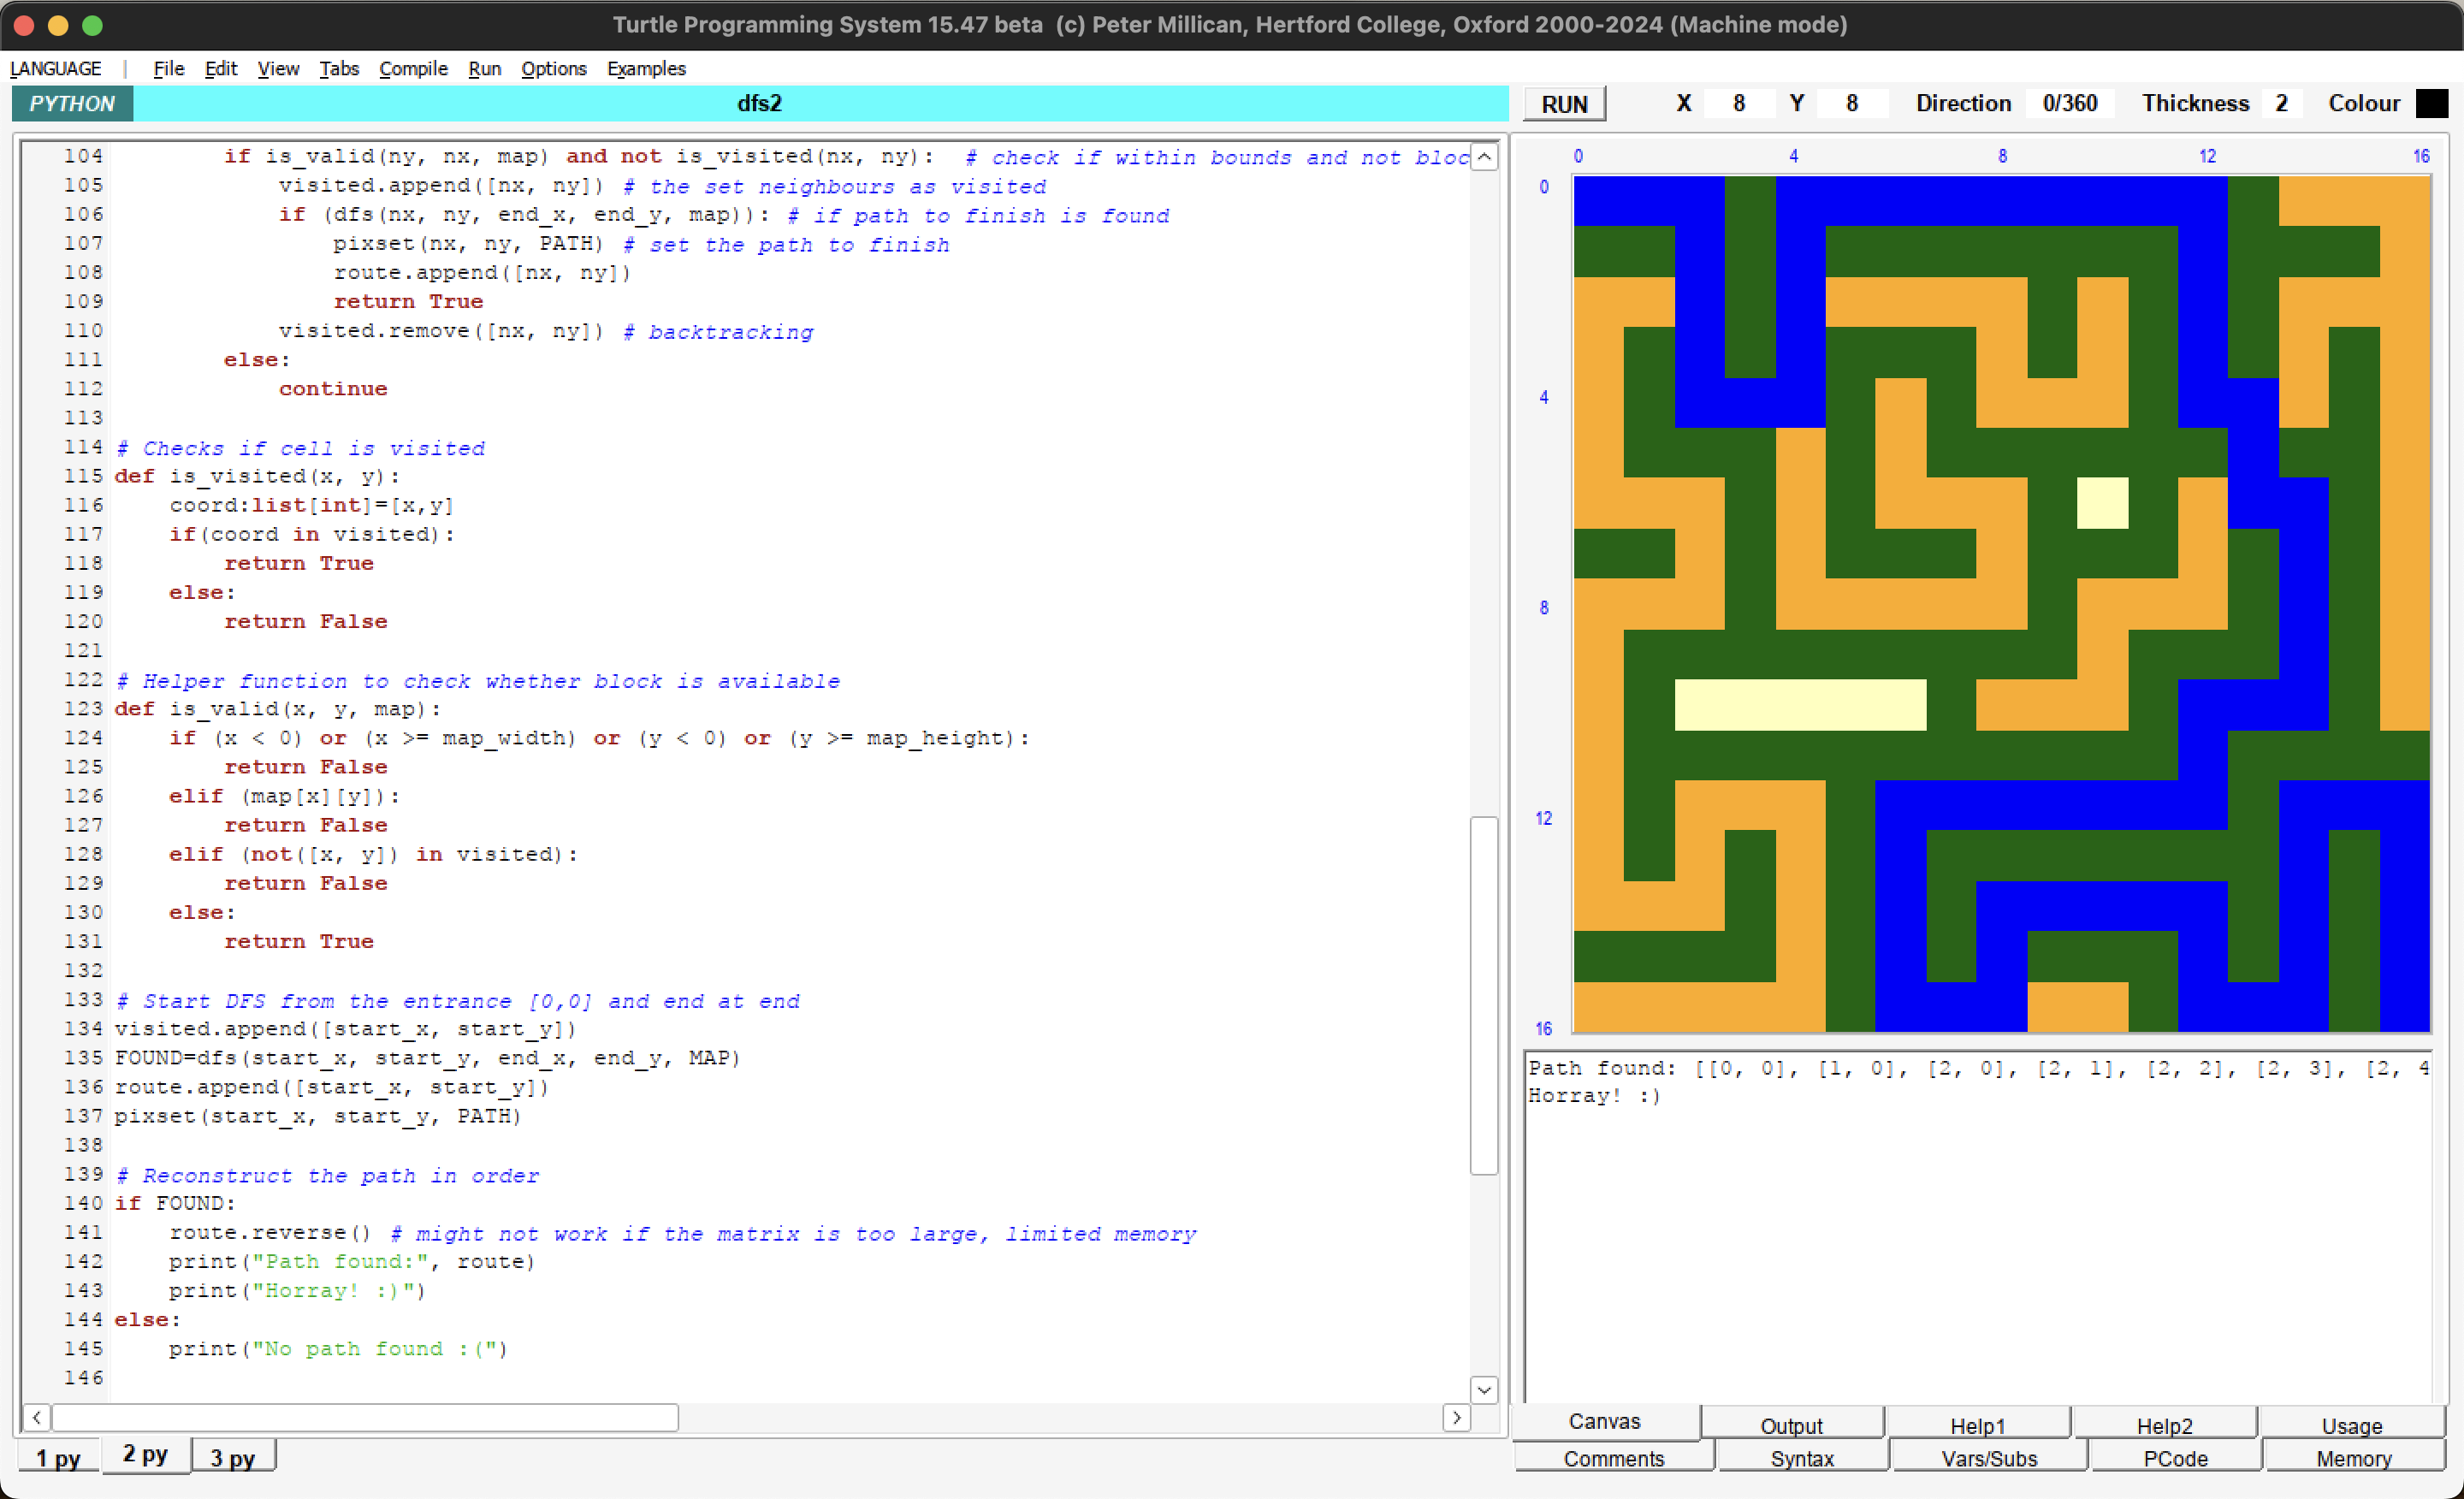 Turtle Programming System 15.47 beta (c) Peter Millican, Hertford College, Oxford 2000-2024 (Machine mode)
LANGUAGE | File Edit View Tabs Compile Run Options Examples
PYTHON dfs2 RUN X 8 Y 8 Direction 0/360 Thickness 2 Colour
104         if is_valid(ny, nx, map) and not is_visited(nx, ny):  # check if within bounds and not bloc
105             visited.append([nx, ny]) # the set neighbours as visited
106             if (dfs(nx, ny, end_x, end_y, map)): # if path to finish is found
107                 pixset(nx, ny, PATH) # set the path to finish
108                 route.append([nx, ny])
109                 return True
110             visited.remove([nx, ny]) # backtracking
111         else:
112             continue
113
114 # Checks if cell is visited
115 def is_visited(x, y):
116     coord:list[int]=[x,y]
117     if(coord in visited):
118         return True
119     else:
120         return False
121
122 # Helper function to check whether block is available
123 def is_valid(x, y, map):
124     if (x < 0) or (x >= map_width) or (y < 0) or (y >= map_height):
125         return False
126     elif (map[x][y]):
127         return False
128     elif (not([x, y]) in visited):
129         return False
130     else:
131         return True
132
133 # Start DFS from the entrance [0,0] and end at end
134 visited.append([start_x, start_y])
135 FOUND=dfs(start_x, start_y, end_x, end_y, MAP)
136 route.append([start_x, start_y])
137 pixset(start_x, start_y, PATH)
138
139 # Reconstruct the path in order
140 if FOUND:
141     route.reverse() # might not work if the matrix is too large, limited memory
142     print("Path found:", route)
143     print("Horray! :)")
144 else:
145     print("No path found :(")
146
1 py 2 py 3 py
0 4 8 12 16
0
4
8
12
16
Path found: [[0, 0], [1, 0], [2, 0], [2, 1], [2, 2], [2, 3], [2, 4
Horray! :)
Canvas Output Help1 Help2 Usage
Comments Syntax Vars/Subs PCode Memory